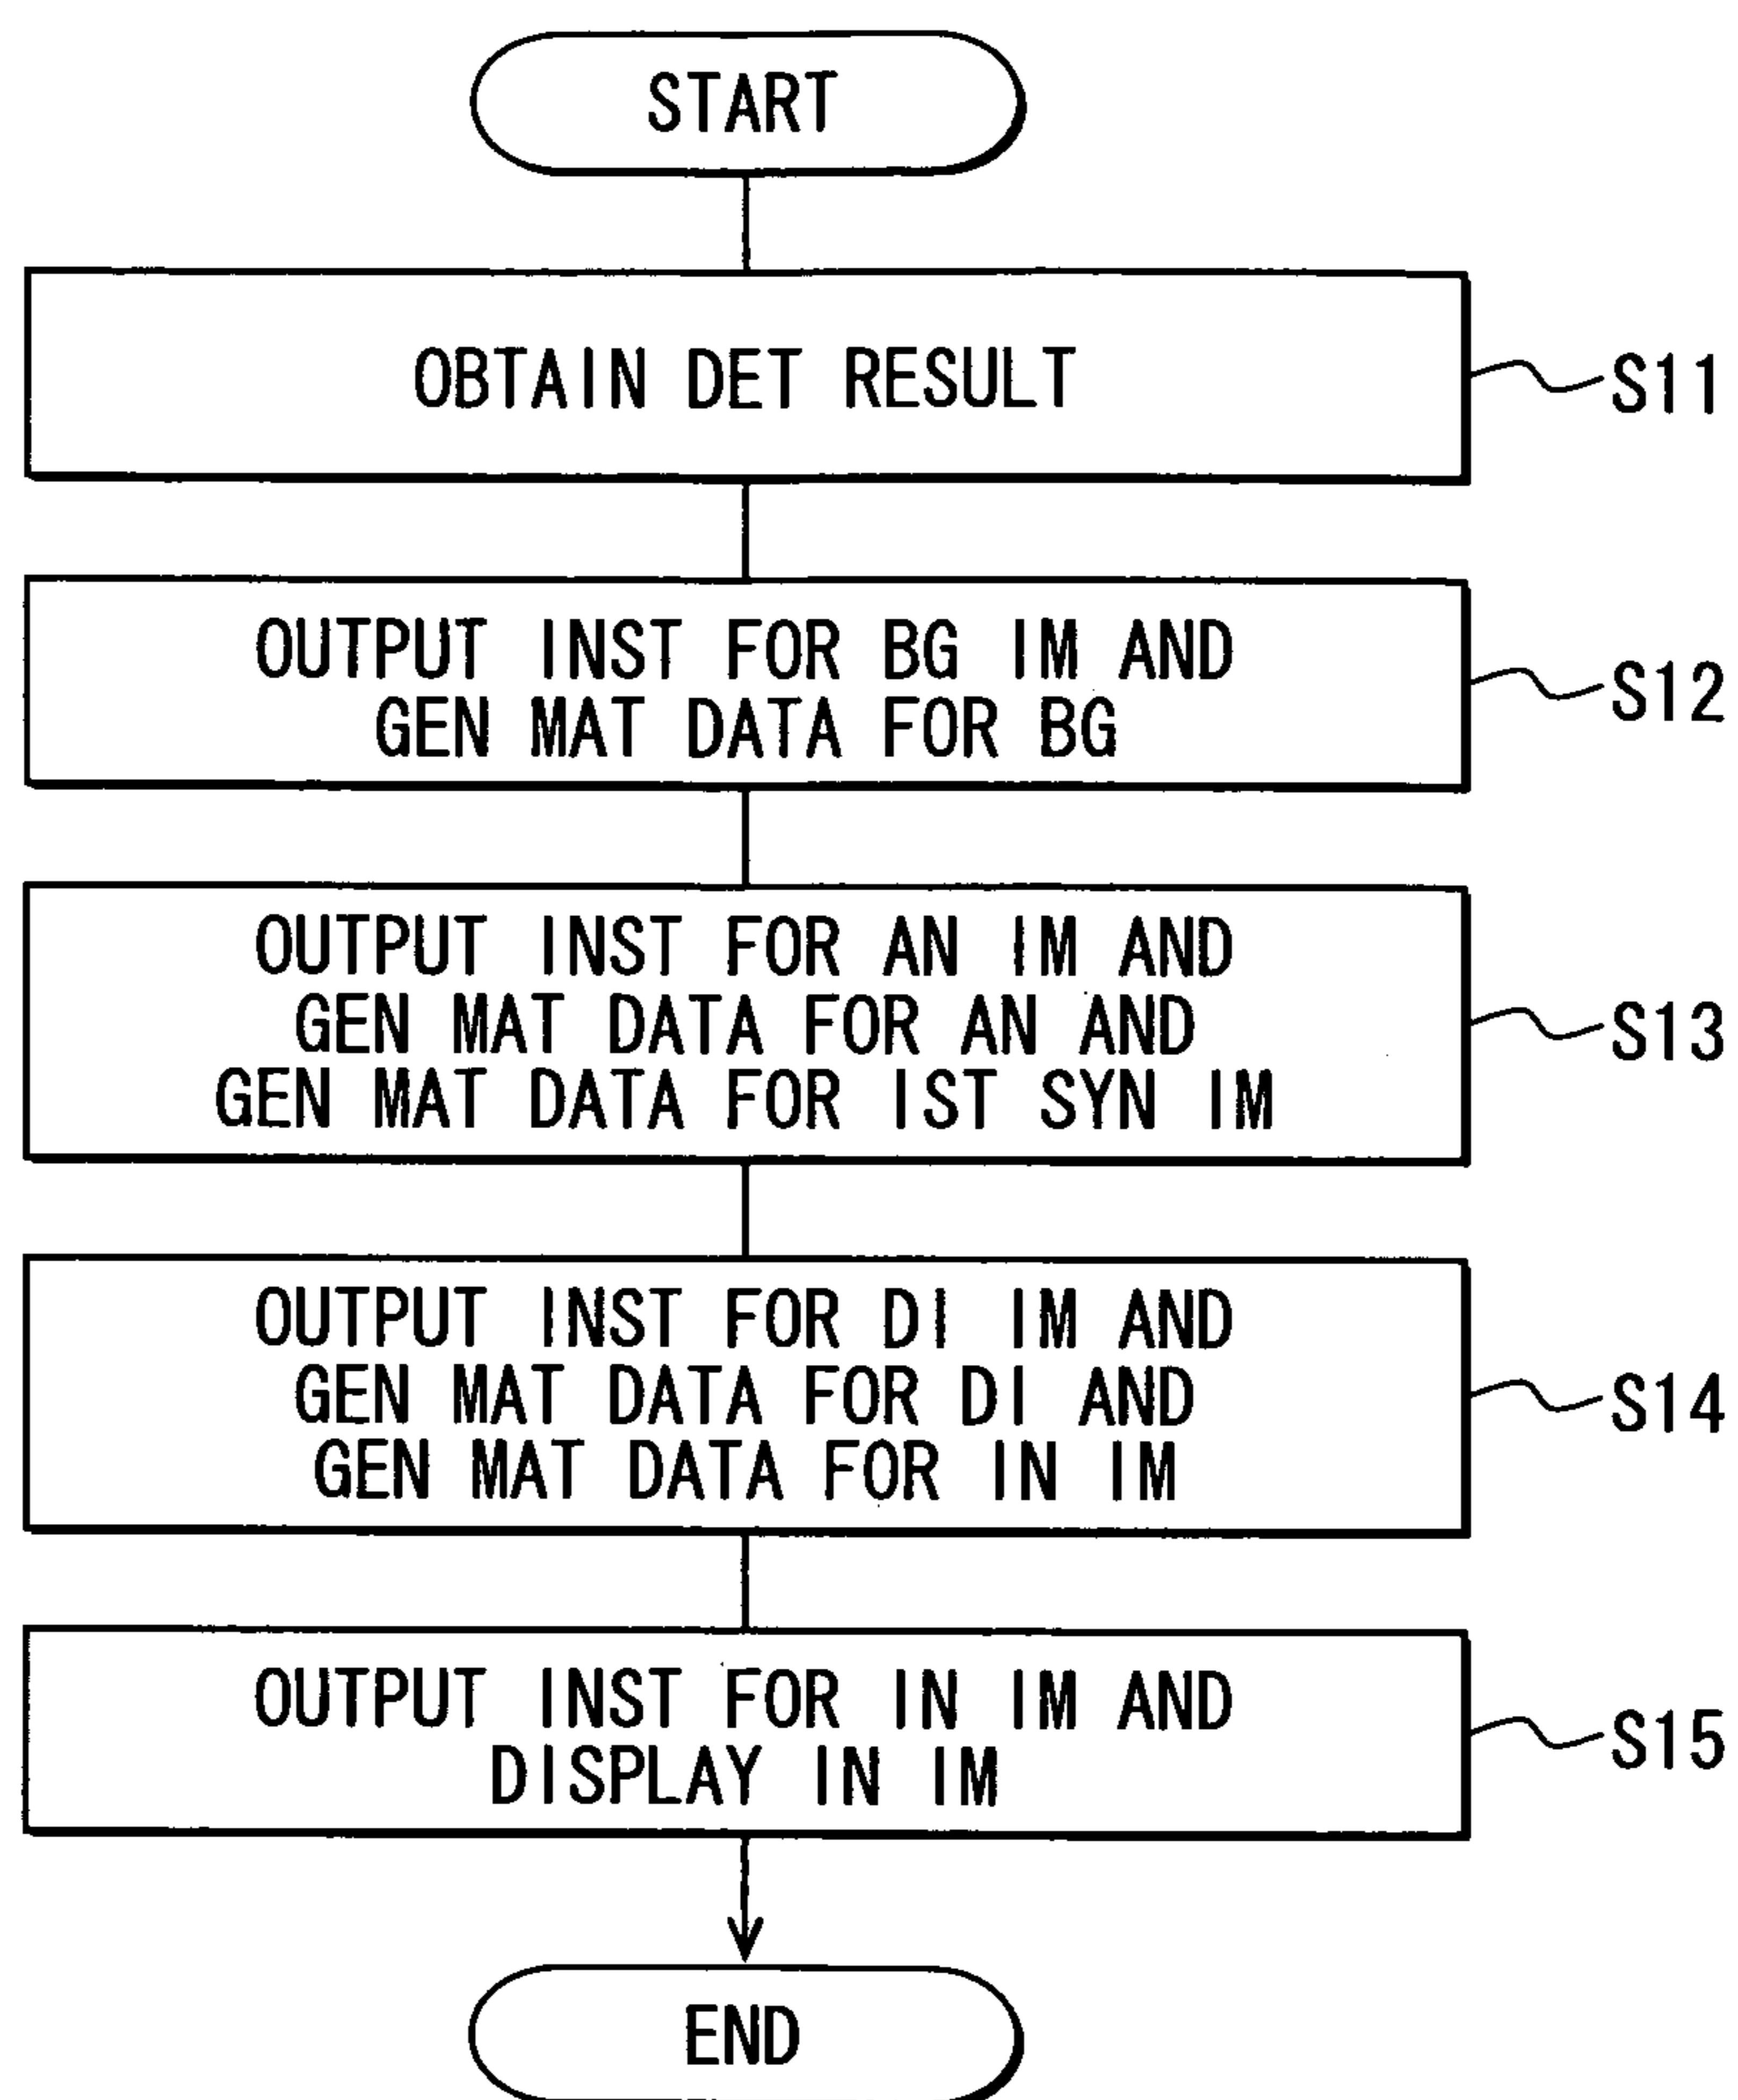 START
OBTAIN DET RESULT
S11
OUTPUT INST FOR BG IM AND
GEN MAT DATA FOR BG
S12
OUTPUT INST FOR AN IM AND
GEN MAT DATA FOR AN AND
GEN MAT DATA FOR IST SYN IM
S13
OUTPUT INST FOR DI IM AND
GEN MAT DATA FOR DI AND
GEN MAT DATA FOR IN IM
S14
OUTPUT INST FOR IN IM AND
DISPLAY IN IM
S15
END